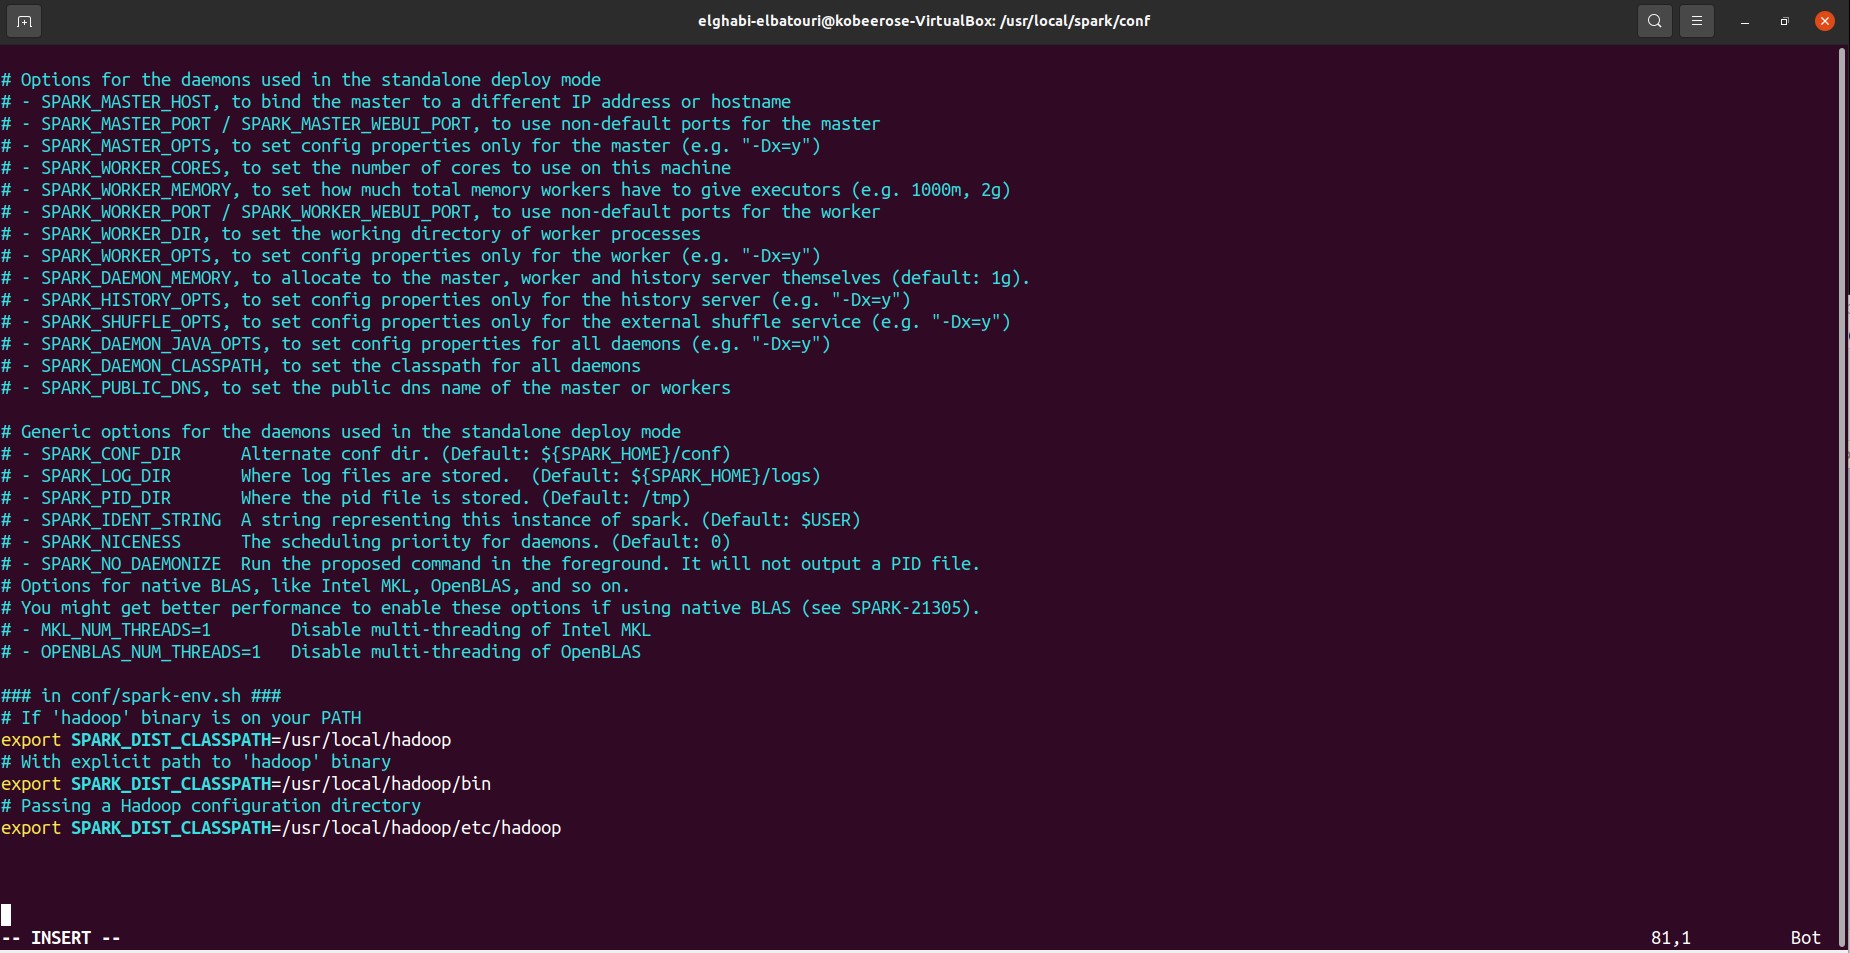 elghabi-elbatouri@kobeerose-VirtualBox: /usr/local/spark/conf
# Options for the daemons used in the standalone deploy mode
# - SPARK_MASTER_HOST, to bind the master to a different IP address or hostname
# - SPARK_MASTER_PORT / SPARK_MASTER_WEBUI_PORT, to use non-default ports for the master
# - SPARK_MASTER_OPTS, to set config properties only for the master (e.g. "-Dx=y")
# - SPARK_WORKER_CORES, to set the number of cores to use on this machine
# - SPARK_WORKER_MEMORY, to set how much total memory workers have to give executors (e.g. 1000m, 2g)
# - SPARK_WORKER_PORT / SPARK_WORKER_WEBUI_PORT, to use non-default ports for the worker
# - SPARK_WORKER_DIR, to set the working directory of worker processes
# - SPARK_WORKER_OPTS, to set config properties only for the worker (e.g. "-Dx=y")
# - SPARK_DAEMON_MEMORY, to allocate to the master, worker and history server themselves (default: 1g).
# - SPARK_HISTORY_OPTS, to set config properties only for the history server (e.g. "-Dx=y")
# - SPARK_SHUFFLE_OPTS, to set config properties only for the external shuffle service (e.g. "-Dx=y")
# - SPARK_DAEMON_JAVA_OPTS, to set config properties for all daemons (e.g. "-Dx=y")
# - SPARK_DAEMON_CLASSPATH, to set the classpath for all daemons
# - SPARK_PUBLIC_DNS, to set the public dns name of the master or workers
# Generic options for the daemons used in the standalone deploy mode
# - SPARK_CONF_DIR      Alternate conf dir. (Default: ${SPARK_HOME}/conf)
# - SPARK_LOG_DIR       Where log files are stored.  (Default: ${SPARK_HOME}/logs)
# - SPARK_PID_DIR       Where the pid file is stored. (Default: /tmp)
# - SPARK_IDENT_STRING  A string representing this instance of spark. (Default: $USER)
# - SPARK_NICENESS      The scheduling priority for daemons. (Default: 0)
# - SPARK_NO_DAEMONIZE  Run the proposed command in the foreground. It will not output a PID file.
# Options for native BLAS, like Intel MKL, OpenBLAS, and so on.
# You might get better performance to enable these options if using native BLAS (see SPARK-21305).
# - MKL_NUM_THREADS=1        Disable multi-threading of Intel MKL
# - OPENBLAS_NUM_THREADS=1   Disable multi-threading of OpenBLAS
### in conf/spark-env.sh ###
# If 'hadoop' binary is on your PATH
export SPARK_DIST_CLASSPATH=/usr/local/hadoop
# With explicit path to 'hadoop' binary
export SPARK_DIST_CLASSPATH=/usr/local/hadoop/bin
# Passing a Hadoop configuration directory
export SPARK_DIST_CLASSPATH=/usr/local/hadoop/etc/hadoop
-- INSERT -- 81,1 Bot